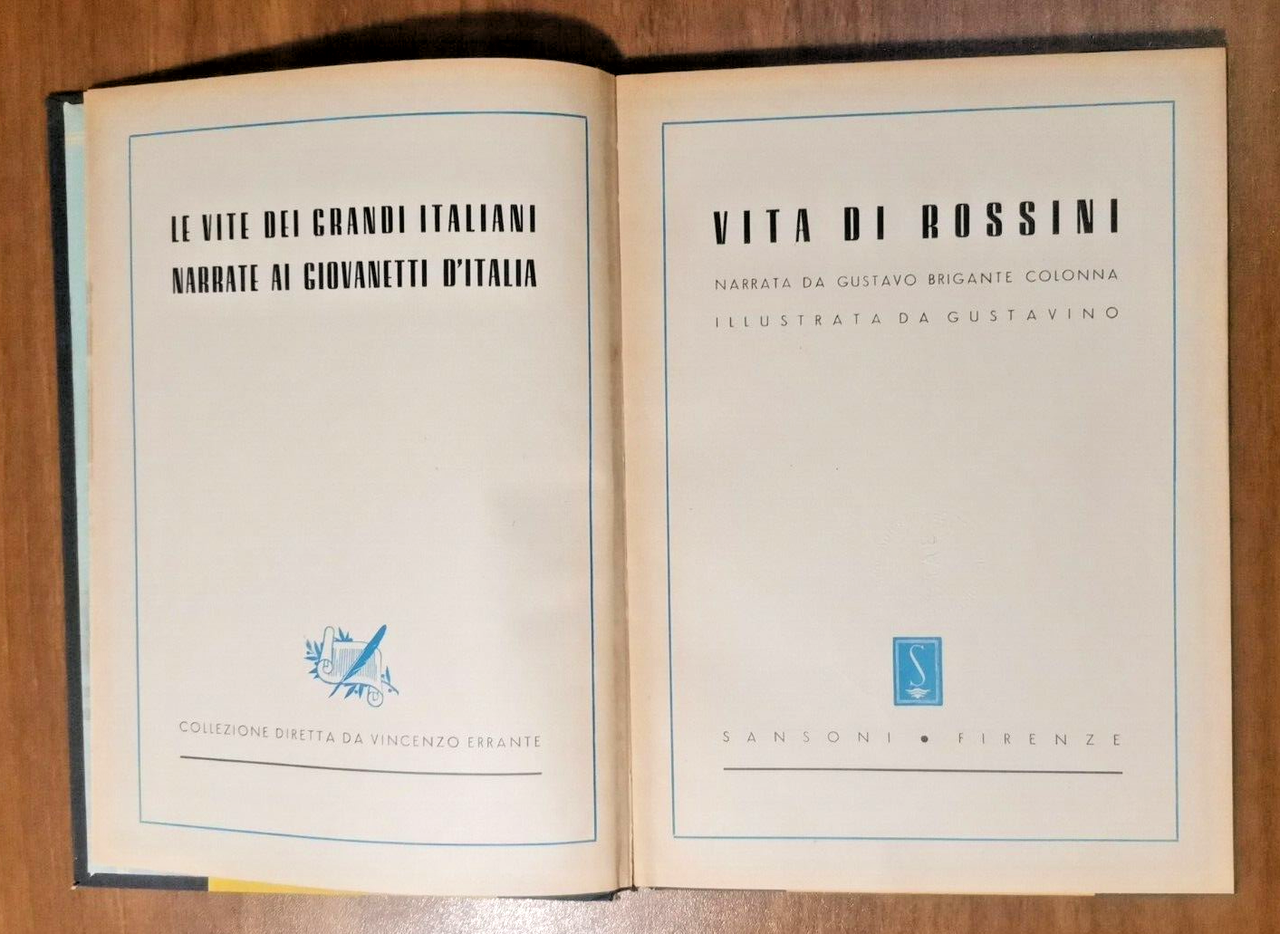 LE VITE DEI GRANDI ITALIANI
NARRATE AI GIOVANETTI D'ITALIA
COLLEZIONE DIRETTA DA VINCENZO ERRANTE
VITA DI ROSSINI
NARRATA DA GUSTAVO BRIGANTE COLONNA
ILLUSTRATA DA GUSTAVINO
S
SANSONI • FIRENZE